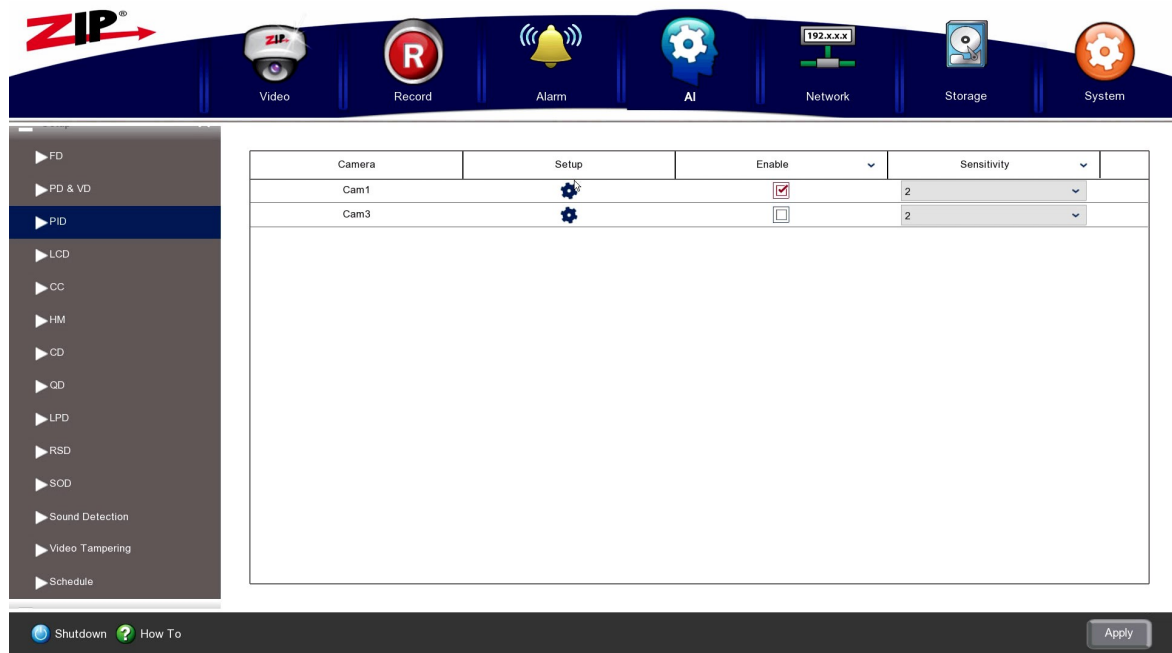 ZIP®
ZIP
R
192.x.x.x
Video Record Alarm AI Network Storage System
FD
PD & VD
PID
LCD
CC
HM
CD
QD
LPD
RSD
SOD
Sound Detection
Video Tampering
Schedule
Camera Setup Enable Sensitivity
Cam1 2
Cam3 2
Shutdown ? How To Apply